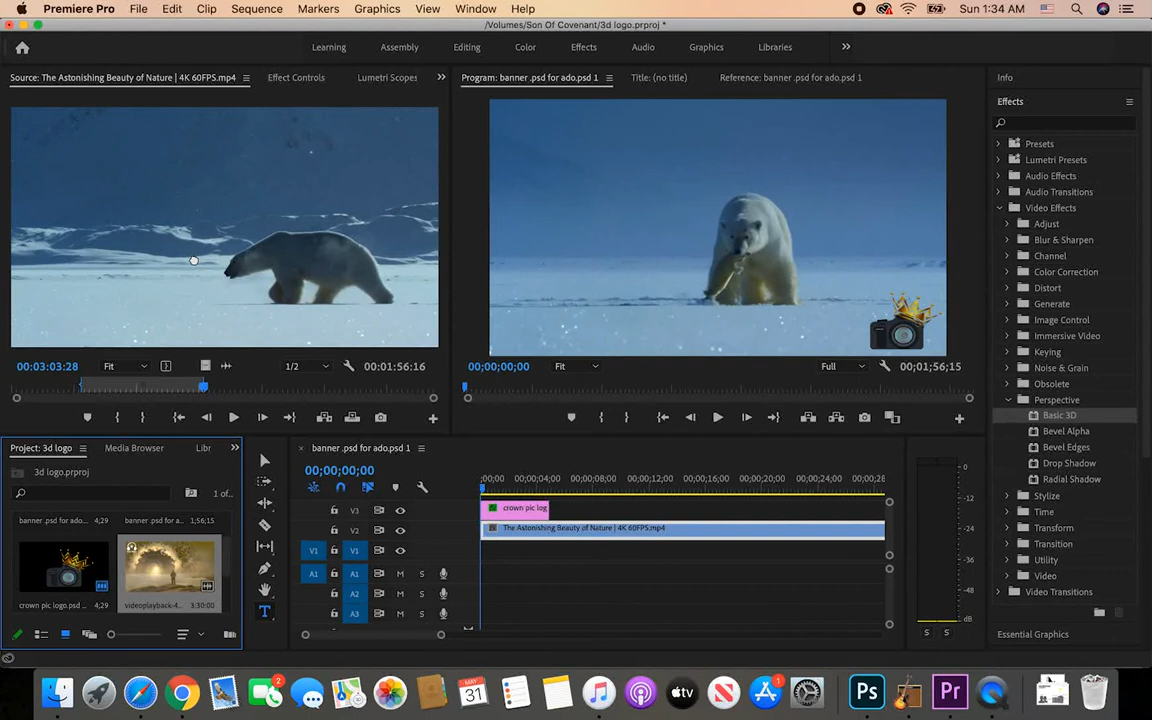 Premiere Pro File Edit Clip Sequence Markers Graphics View Window Help Sun 1:34 AM
/Volumes/Son Of Covenant/3d logo.prproj *
Learning Assembly Editing Color Effects Audio Graphics Libraries
Source: The Astonishing Beauty of Nature | 4K 60FPS.mp4 Effect Controls Lumetri Scopes
Program: banner .psd for ado.psd 1 Title: (no title) Reference: banner .psd for ado.psd 1
Info
Effects
Presets
Lumetri Presets
Audio Effects
Audio Transitions
Video Effects
Adjust
Blur & Sharpen
Channel
Color Correction
Distort
Generate
Image Control
Immersive Video
Keying
Noise & Grain
Obsolete
Perspective
Basic 3D
Bevel Alpha
Bevel Edges
Drop Shadow
Radial Shadow
Stylize
Time
Transform
Transition
Utility
Video
Video Transitions
Essential Graphics
00:03:03:28 Fit 1/2 00:01:56:16
00;00;00;00 Fit Full 00;01;56;15
Project: 3d logo Media Browser Libr
3d logo.prproj
1 of...
banner .psd for ado... 4;29 banner .psd for a... 1;56;15
crown pic logo.psd ... 4;29 videoplayback-4... 3:30:00
banner .psd for ado.psd 1
00;00;00;00
;00;00 00;00;04;00 00;00;08;00 00;00;12;00 00;00;16;00 00;00;20;00 00;00;24;00 00;00;28
V3 crown pic log
V2 The Astonishing Beauty of Nature | 4K 60FPS.mp4
V1 V1
A1 A1 M S
A2 M S
A3 M S
0
-12
-24
-36
-48
dB
S S
2
MAY
31
1
Ps
Pr